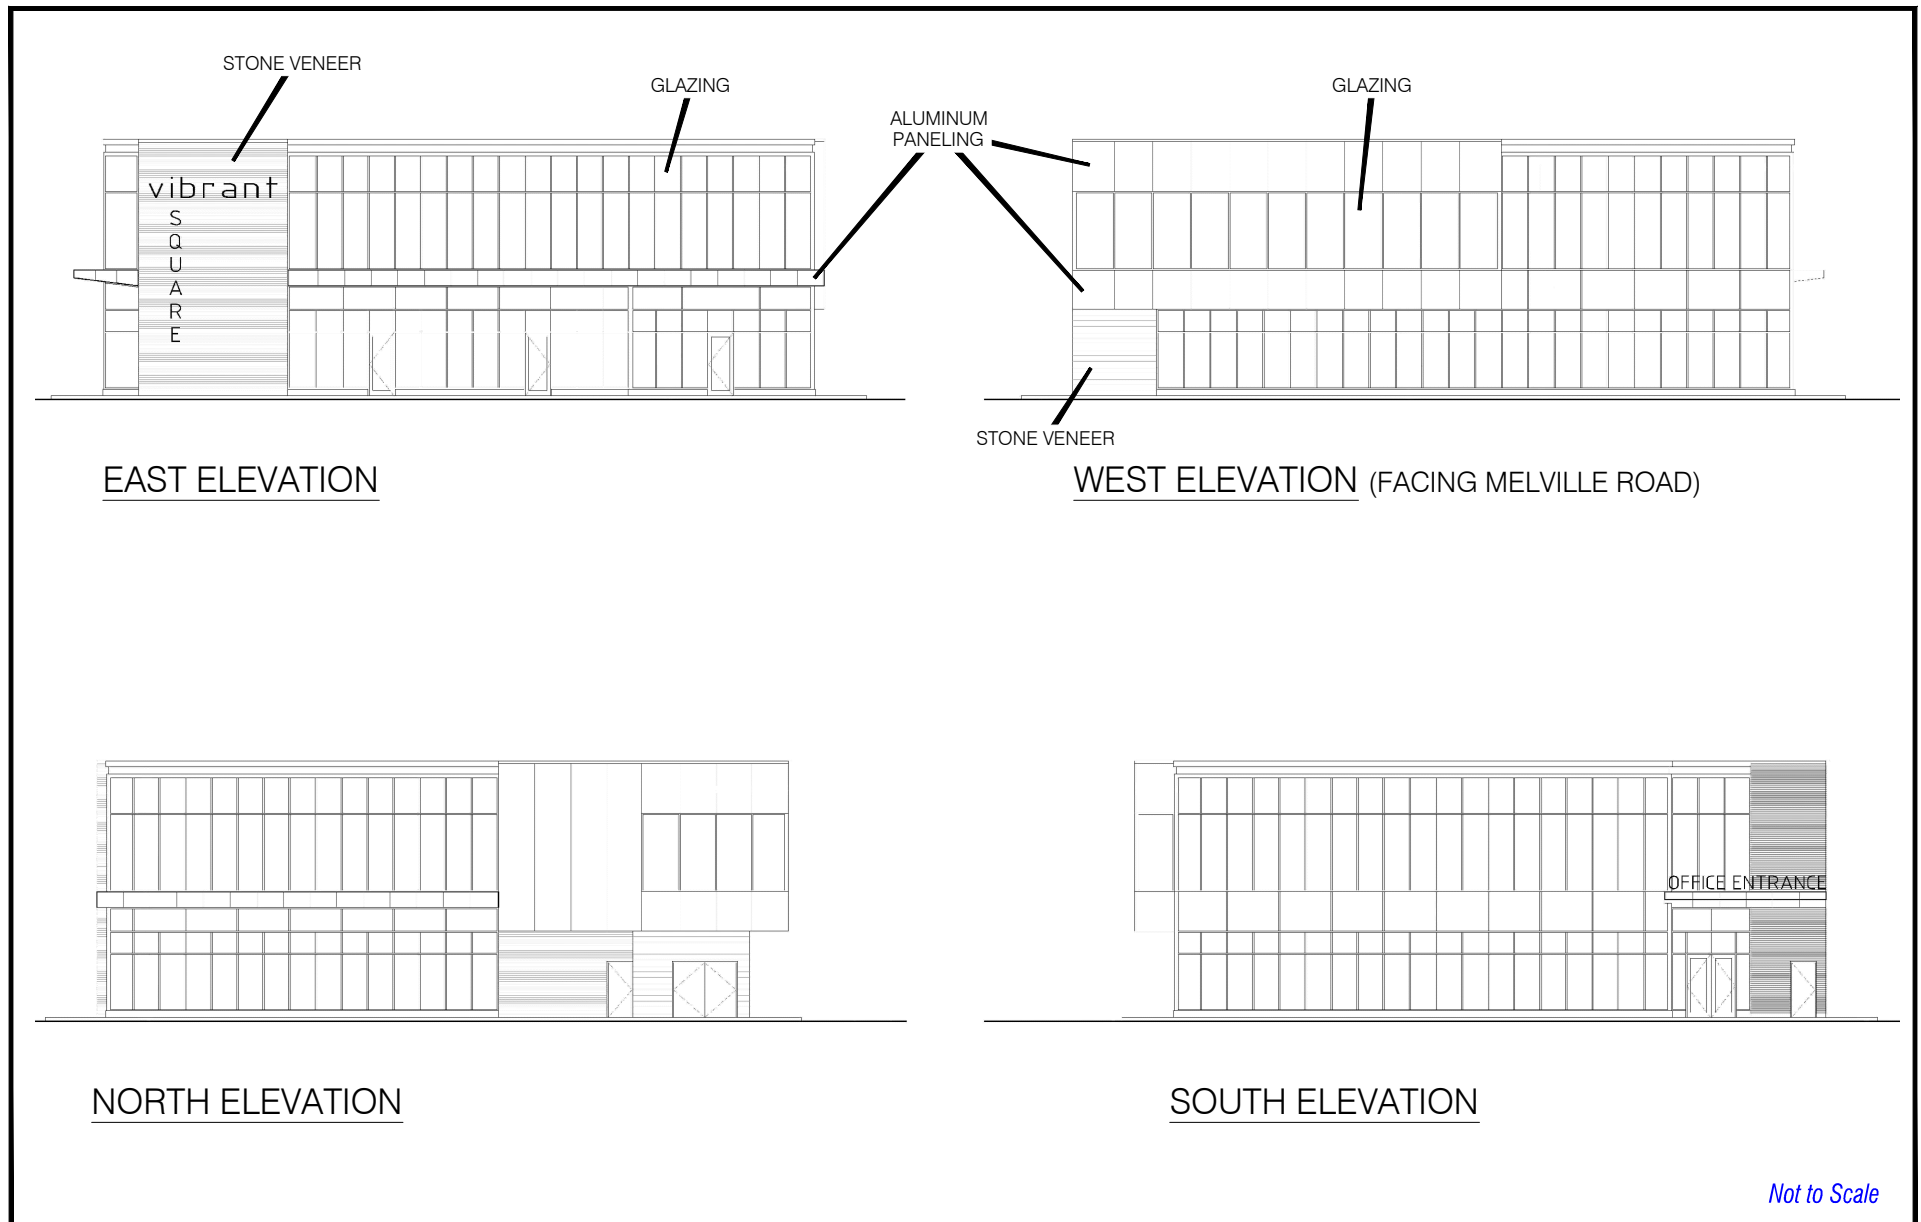 STONE VENEER
GLAZING
ALUMINUM
PANELING
GLAZING
vibrant
S
Q
U
A
R
E
STONE VENEER
EAST ELEVATION
WEST ELEVATION (FACING MELVILLE ROAD)
OFFICE ENTRANCE
NORTH ELEVATION
SOUTH ELEVATION
Not to Scale